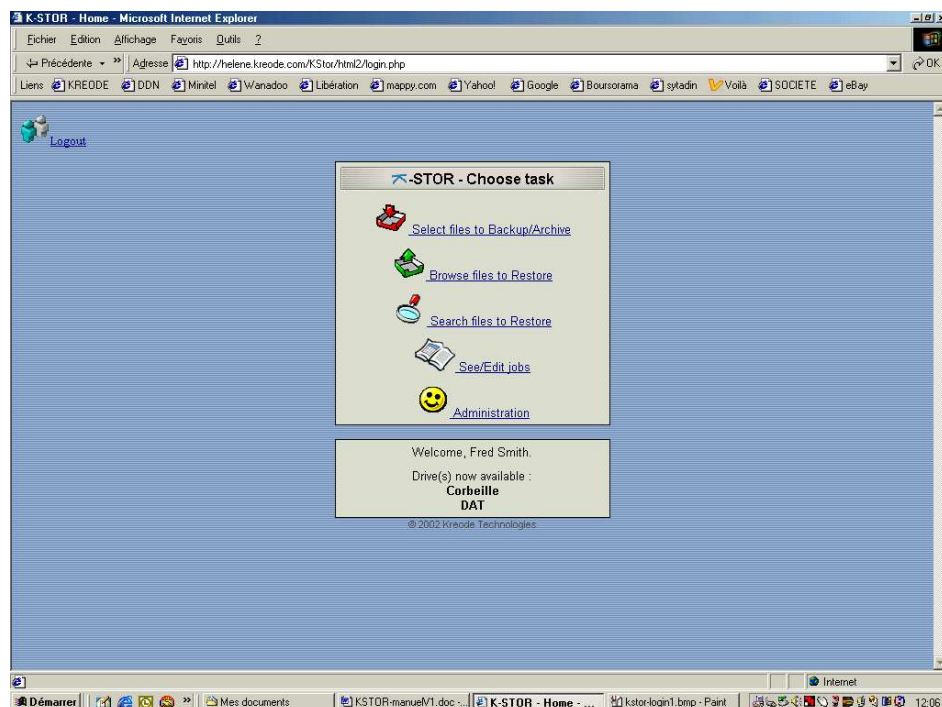 K-STOR - Home - Microsoft Internet Explorer
Fichier Edition Affichage Favoris Outils ?
Précédente » Adresse http://helene.kreode.com/KStor/html2/login.php OK
Liens KREODE DDN Minitel Wanadoo Libération mappy.com Yahoo! Google Boursorama sytadin Voilà SOCIETE eBay
Logout
K-STOR - Choose task
Select files to Backup/Archive
Browse files to Restore
Search files to Restore
See/Edit jobs
Administration
Welcome, Fred Smith.
Drive(s) now available :
Corbeille
DAT
© 2002 Kreode Technologies
Internet
Démarrer » Mes documents KSTOR-manuelV1.doc -... K-STOR - Home - ... kstor-login1.bmp - Paint 12:06